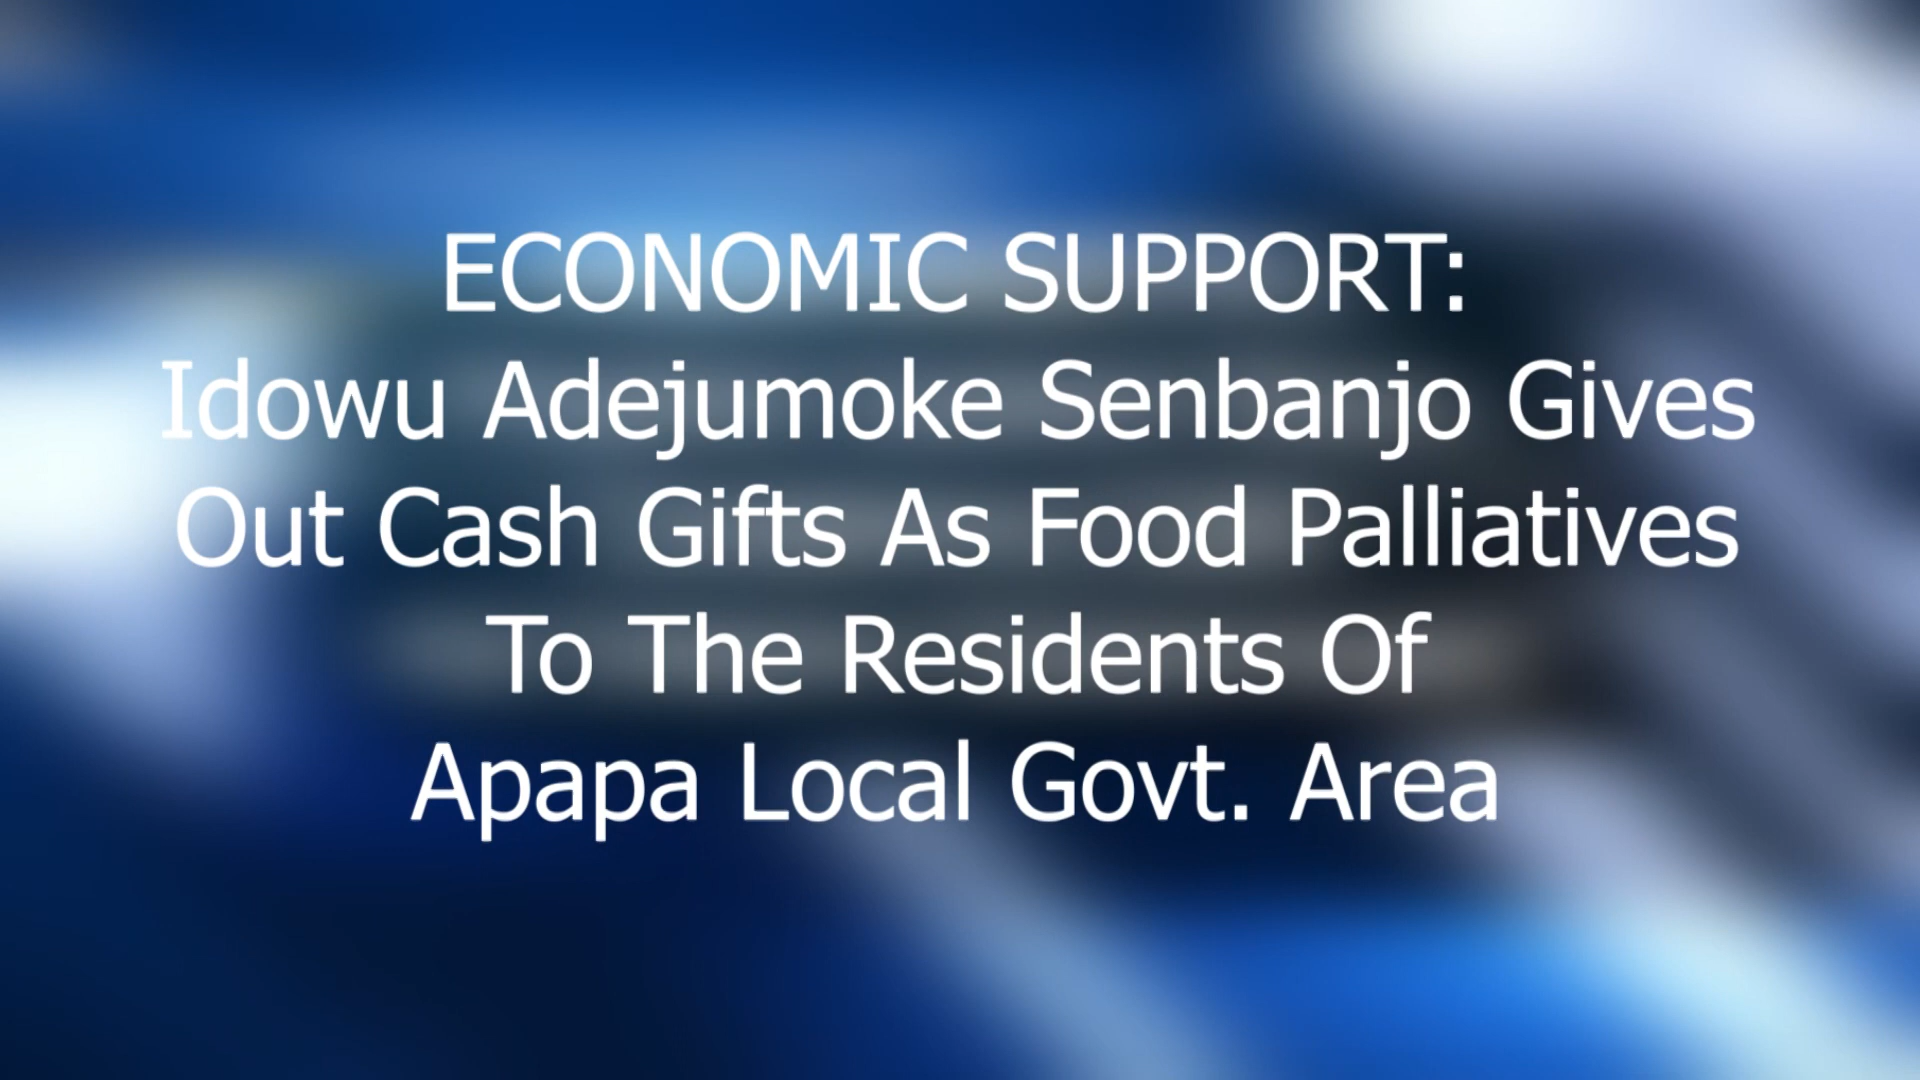 ECONOMIC SUPPORT:
Idowu Adejumoke Senbanjo Gives
Out Cash Gifts As Food Palliatives
To The Residents Of
Apapa Local Govt. Area